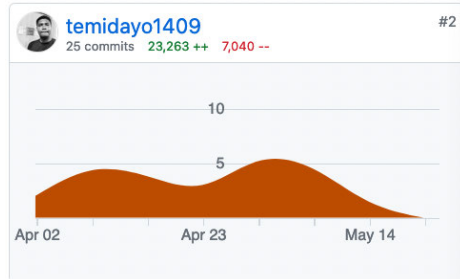 temidayo1409 #2
25 commits 23,263 ++ 7,040 --
10
5
Apr 02 Apr 23 May 14